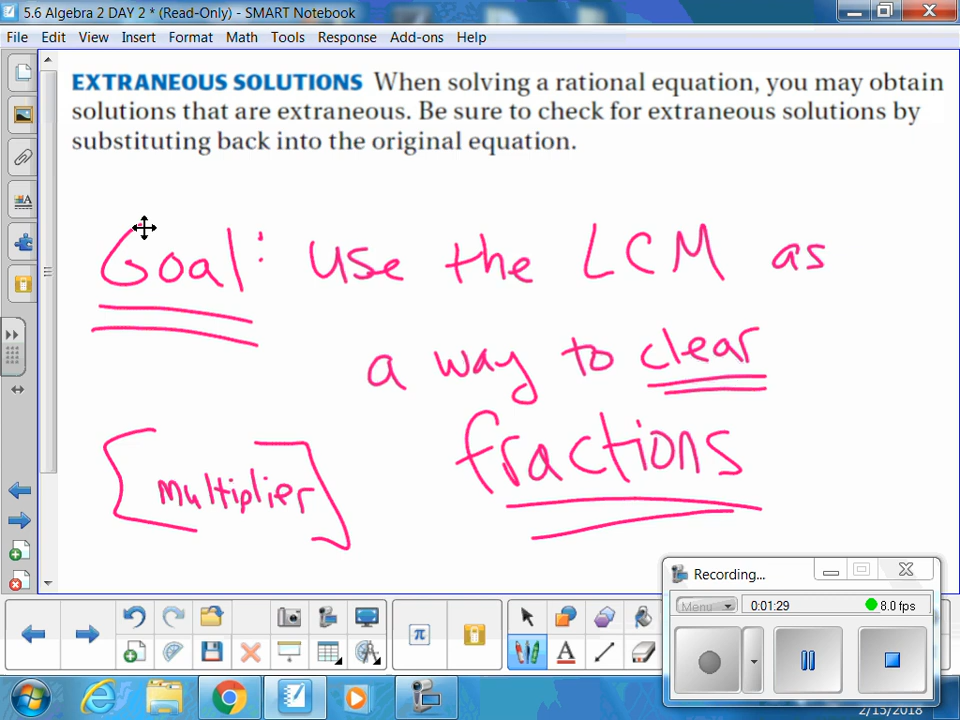 5.6 Algebra 2 DAY 2 * (Read-Only) - SMART Notebook
File Edit View Insert Format Math Tools Response Add-ons Help
EXTRANEOUS SOLUTIONS When solving a rational equation, you may obtain
solutions that are extraneous. Be sure to check for extraneous solutions by
substituting back into the original equation.
Goal: Use the LCM as
a way to clear
fractions
[multiplier]
Recording...
Menu 0:01:29 8.0 fps
π
A
2/15/2018